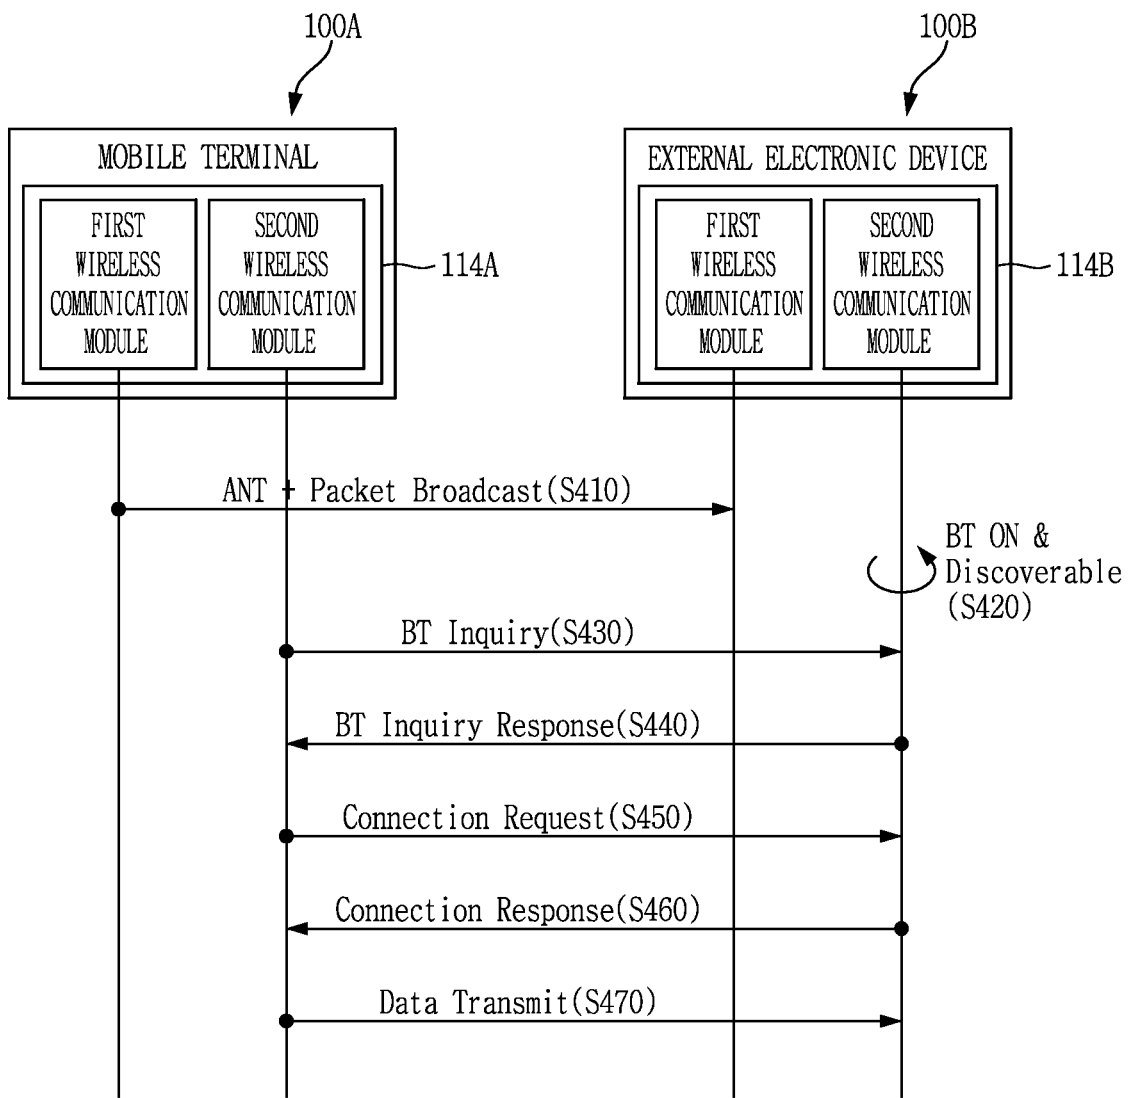 100A
100B
MOBILE TERMINAL
EXTERNAL ELECTRONIC DEVICE
FIRST
WIRELESS
COMMUNICATION
MODULE
SECOND
WIRELESS
COMMUNICATION
MODULE
114A
FIRST
WIRELESS
COMMUNICATION
MODULE
SECOND
WIRELESS
COMMUNICATION
MODULE
114B
ANT + Packet Broadcast(S410)
BT ON &
Discoverable
(S420)
BT Inquiry(S430)
BT Inquiry Response(S440)
Connection Request(S450)
Connection Response(S460)
Data Transmit(S470)